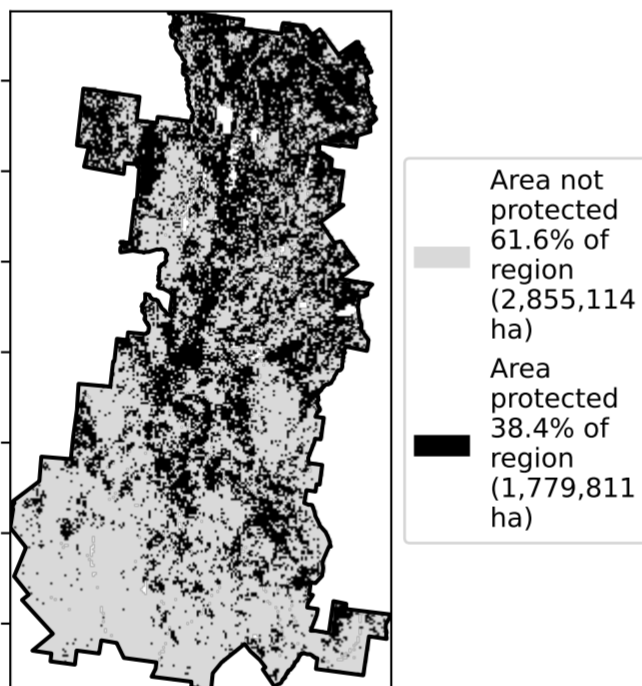 Area not
protected
61.6% of
region
(2,855,114
ha)
Area
protected
38.4% of
region
(1,779,811
ha)